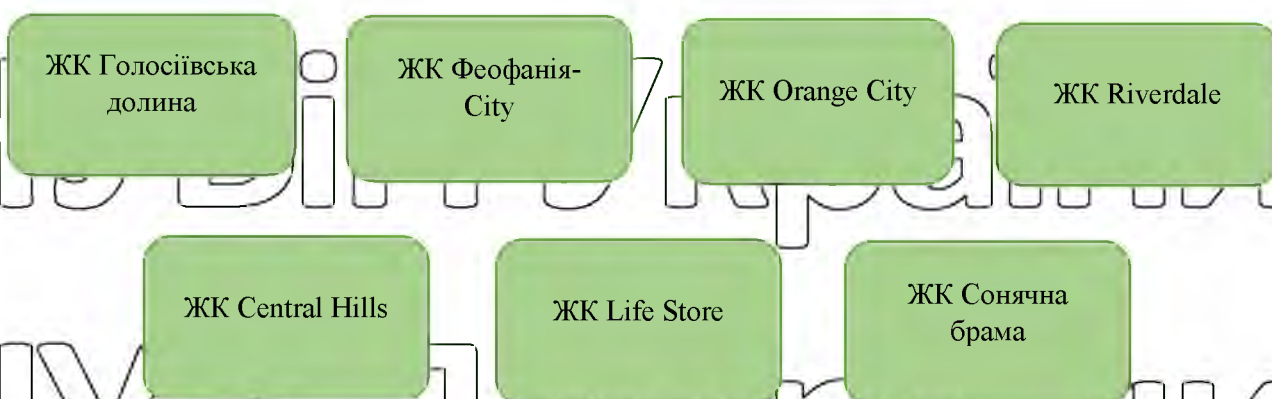 ЖК Голосіївська
долина
ЖК Феофанія-
City
ЖК Orange City
ЖК Riverdale
ЖК Central Hills
ЖК Life Store
ЖК Сонячна
брама